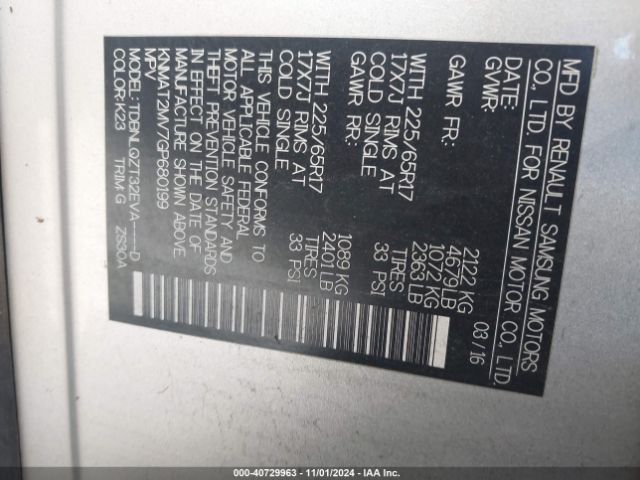 MFD BY RENAULT SAMSUNG MOTORS
CO., LTD. FOR NISSAN MOTOR CO., LTD.
DATE: 03/16
GVWR: 2122 KG
4679 LB
GAWR FR: 1072 KG
2363 LB
WITH 225/65R17 TIRES
17X7J RIMS AT 33 PSI
COLD SINGLE
GAWR RR: 1089 KG
2401 LB
WITH 225/65R17 TIRES
17X7J RIMS AT 33 PSI
COLD SINGLE
THIS VEHICLE CONFORMS TO
ALL APPLICABLE FEDERAL
MOTOR VEHICLE SAFETY AND
THEFT PREVENTION STANDARDS
IN EFFECT ON THE DATE OF
MANUFACTURE SHOWN ABOVE.
KNMAT2MV7GP680199
MPV
MODEL: TDBNLQZT32EYA-----D
COLOR: K23 TRIM:G ZS30A
000-40729963 - 11/01/2024 - IAA Inc.